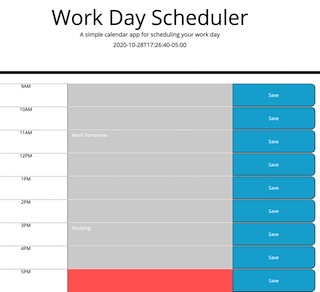 Work Day Scheduler
A simple calendar app for scheduling your work day
2020-10-28T17:26:40-05:00
9AM
Save
10AM
Save
11AM
Work Tomorrow
Save
12PM
Save
1PM
Save
2PM
Save
3PM
Studying
Save
4PM
Save
5PM
Save